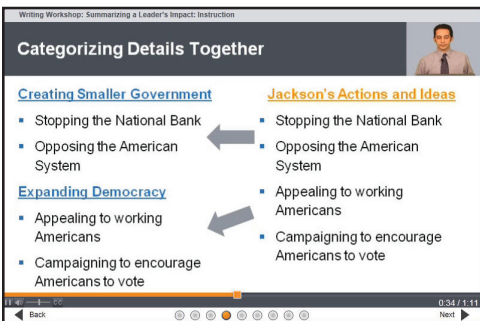 Writing Workshop: Summarizing a Leader's Impact: Instruction
Categorizing Details Together
Creating Smaller Government
▪ Stopping the National Bank
▪ Opposing the American
System
Expanding Democracy
▪ Appealing to working
Americans
▪ Campaigning to encourage
Americans to vote
Jackson's Actions and Ideas
▪ Stopping the National Bank
▪ Opposing the American
System
▪ Appealing to working
Americans
▪ Campaigning to encourage
Americans to vote
0:34 / 1:11
Back
Next